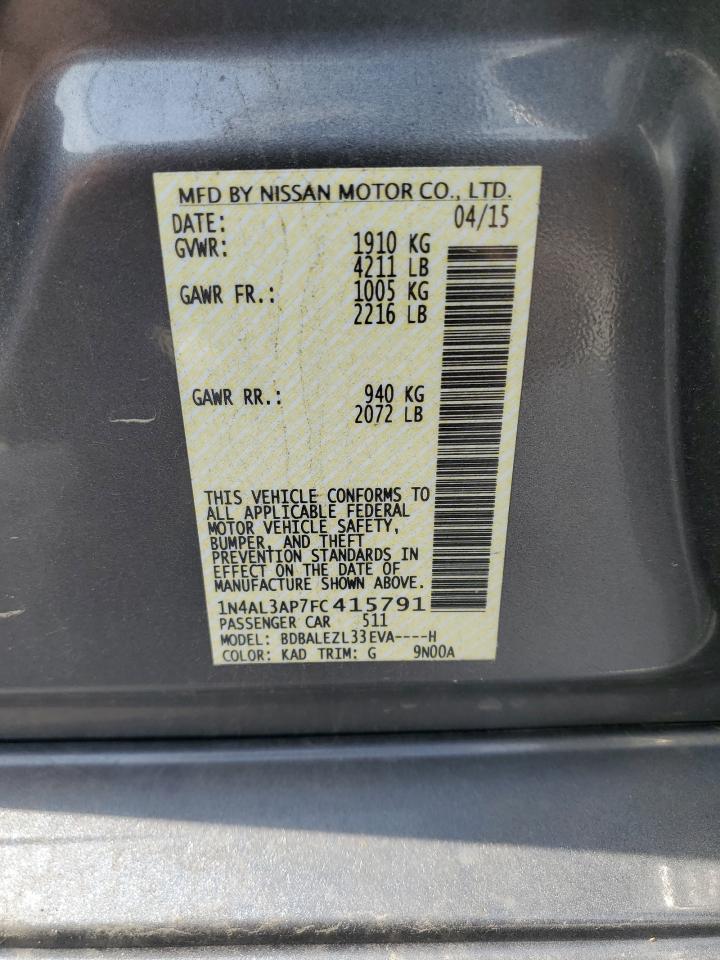 MFD BY NISSAN MOTOR CO., LTD.
DATE: 04/15
GVWR: 1910 KG
4211 LB
GAWR FR.: 1005 KG
2216 LB
GAWR RR.: 940 KG
2072 LB
THIS VEHICLE CONFORMS TO
ALL APPLICABLE FEDERAL
MOTOR VEHICLE SAFETY,
BUMPER, AND THEFT
PREVENTION STANDARDS IN
EFFECT ON THE DATE OF
MANUFACTURE SHOWN ABOVE.
1N4AL3AP7FC415791
PASSENGER CAR 511
MODEL: BDBALEZL33EVA----H
COLOR: KAD TRIM: G 9N00A